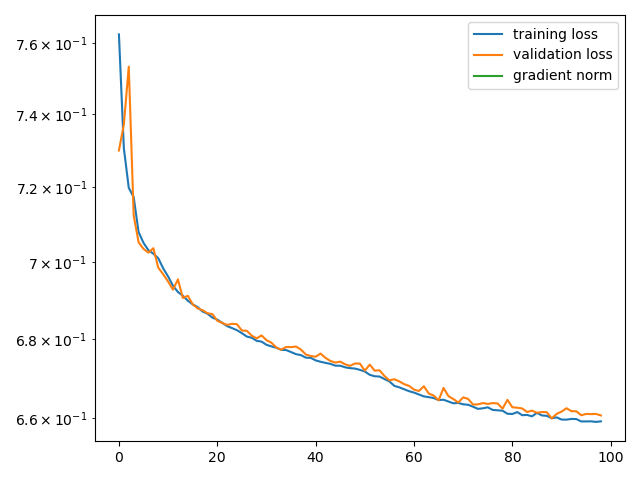 training loss
validation loss
gradient norm
7.6 × 10⁻¹
7.4 × 10⁻¹
7.2 × 10⁻¹
7 × 10⁻¹
6.8 × 10⁻¹
6.6 × 10⁻¹
0 20 40 60 80 100